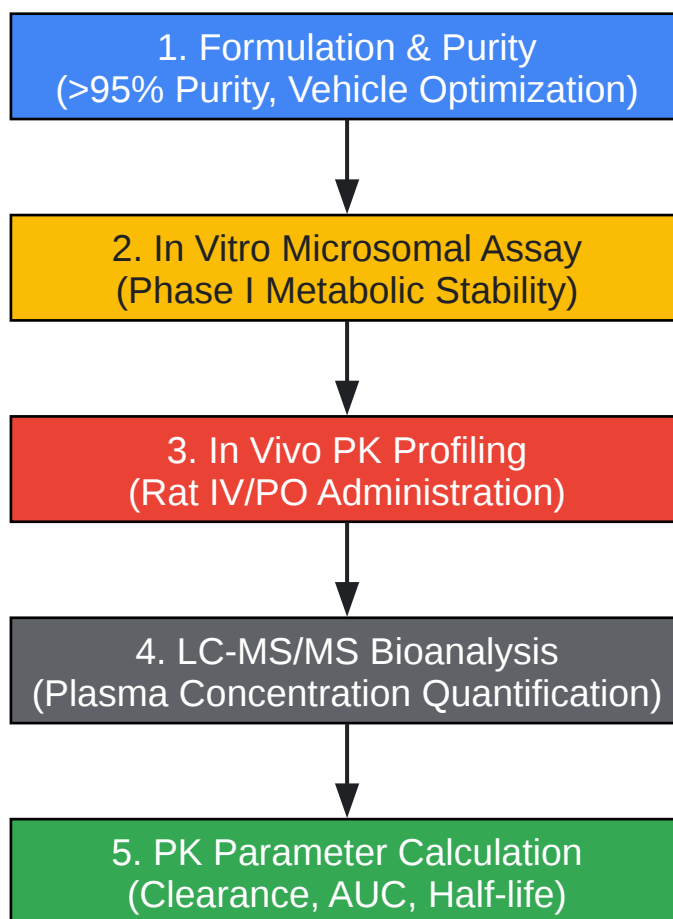 1. Formulation & Purity
(>95% Purity, Vehicle Optimization)
2. In Vitro Microsomal Assay
(Phase I Metabolic Stability)
3. In Vivo PK Profiling
(Rat IV/PO Administration)
4. LC-MS/MS Bioanalysis
(Plasma Concentration Quantification)
5. PK Parameter Calculation
(Clearance, AUC, Half-life)